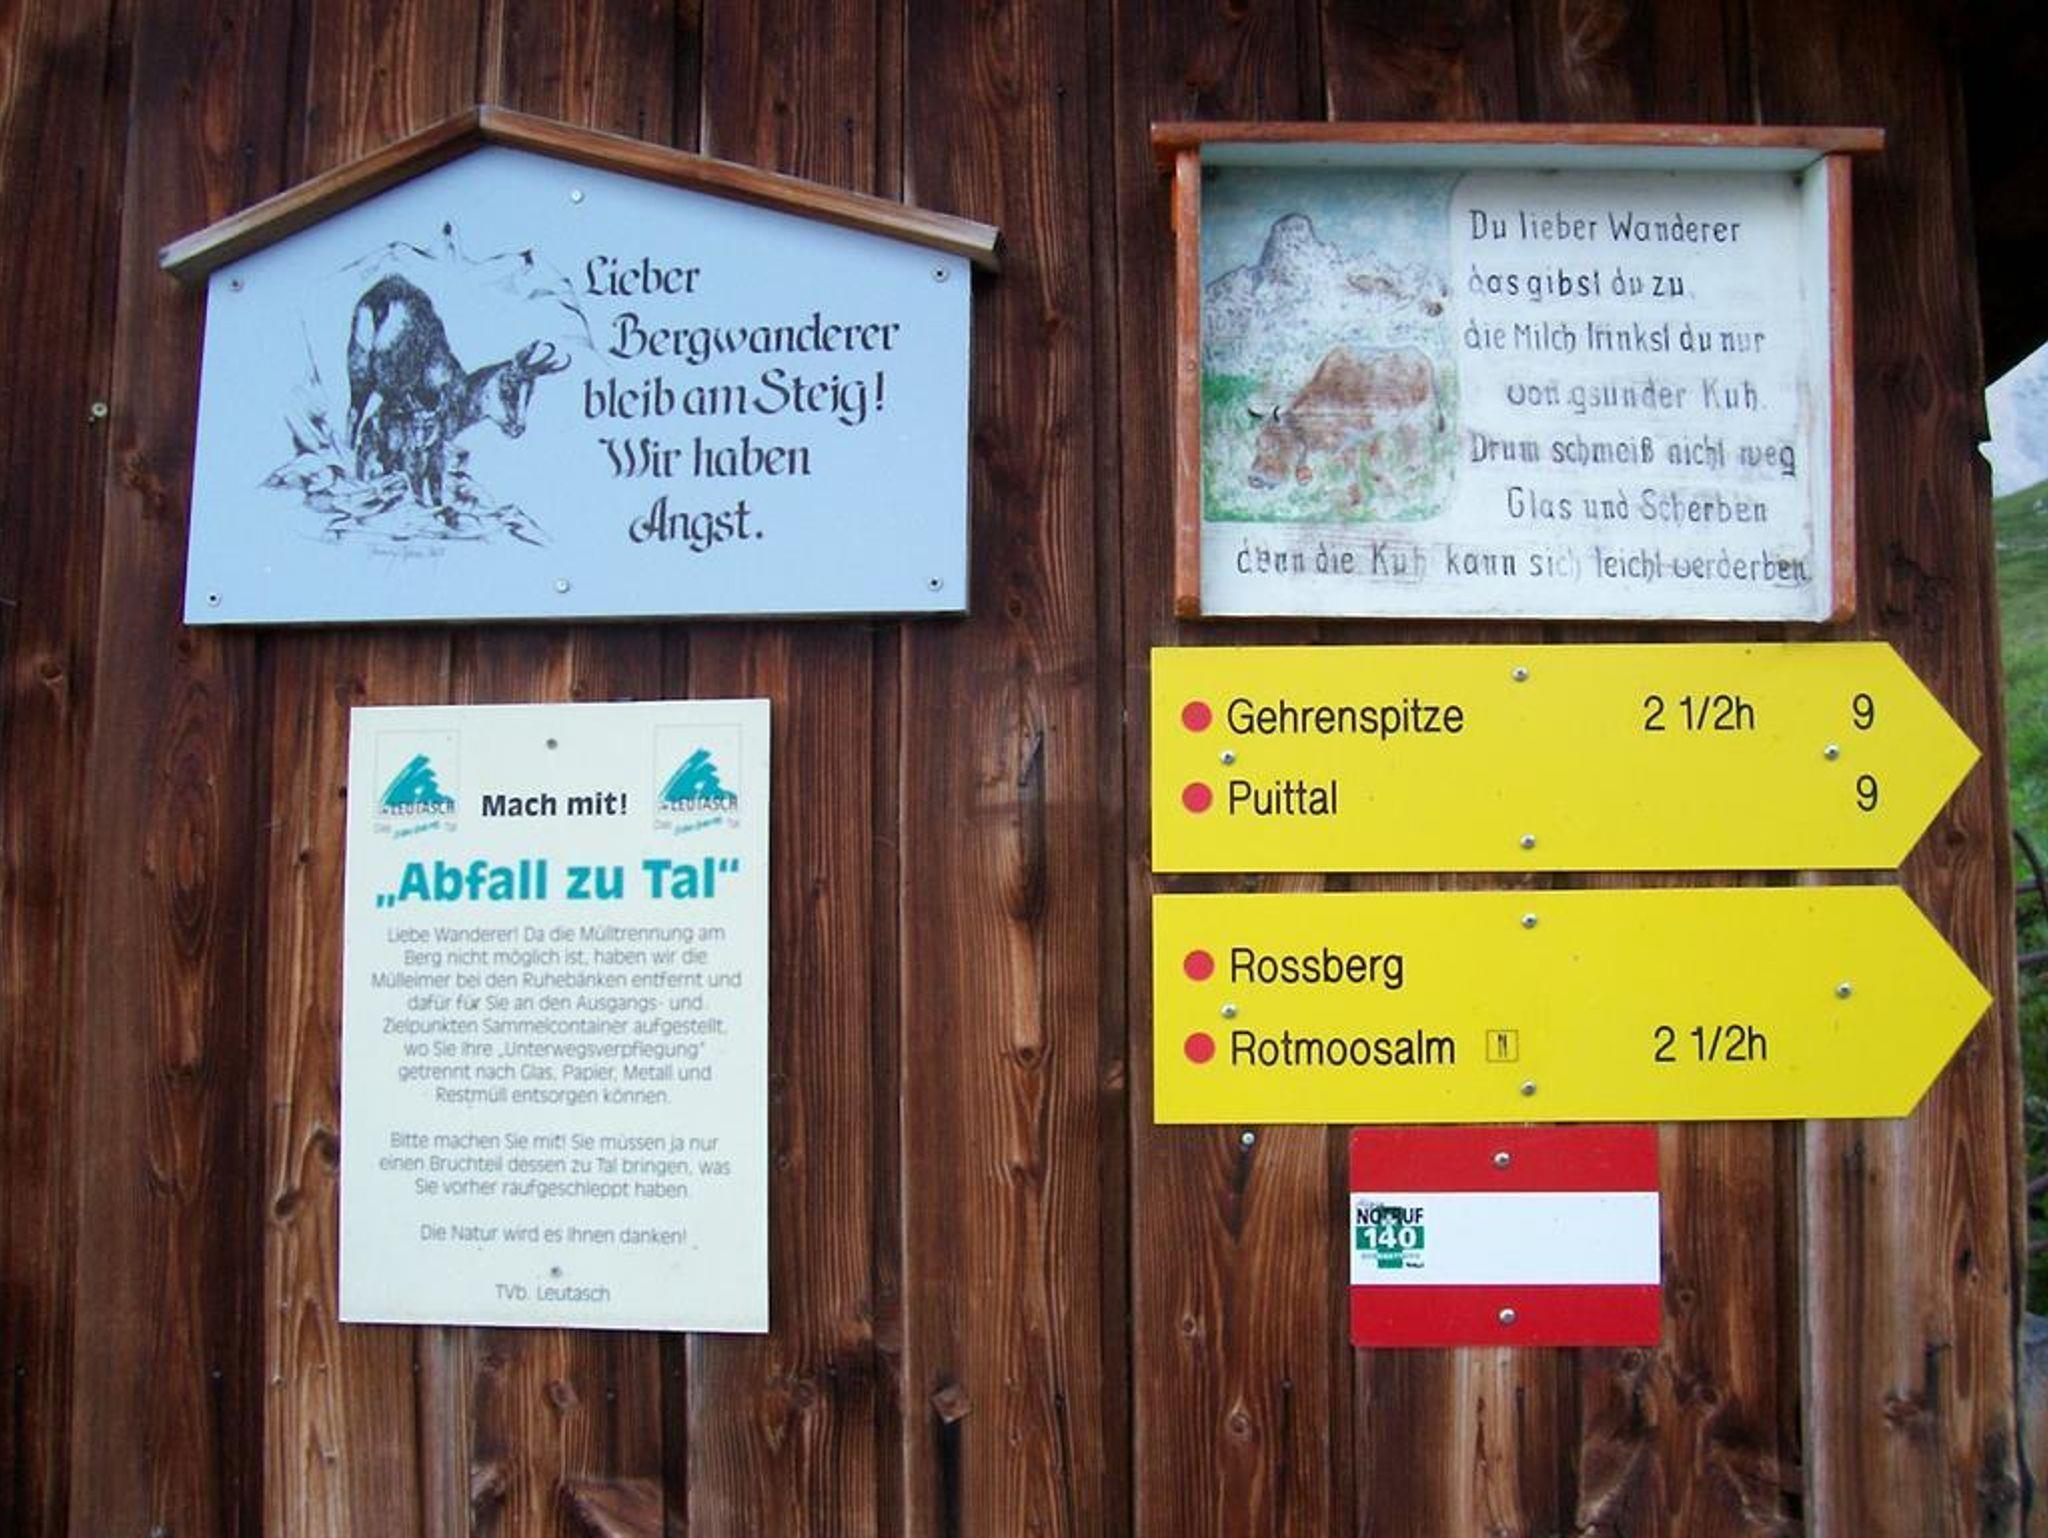 Lieber
Bergwanderer
bleib am Steig!
Wir haben
Angst.
Du lieber Wanderer
das gibst du zu,
die Milch trinkst du nur
von gsunder Kuh.
Drum schmeiß nicht weg
Glas und Scherben
denn die Kuh kann sich leicht verderben.
LEUTASCH
Mach mit!
LEUTASCH
„Abfall zu Tal“
Liebe Wanderer! Da die Mülltrennung am
Berg nicht möglich ist, haben wir die
Mülleimer bei den Ruhebänken entfernt und
dafür für Sie an den Ausgangs- und
Zielpunkten Sammelcontainer aufgestellt,
wo Sie Ihre „Unterwegsverpflegung“
getrennt nach Glas, Papier, Metall und
Restmüll entsorgen können.
Bitte machen Sie mit! Sie müssen ja nur
einen Bruchteil dessen zu Tal bringen, was
Sie vorher raufgeschleppt haben.
Die Natur wird es Ihnen danken!
TVb. Leutasch
Gehrenspitze 2 1/2h 9
Puittal 9
Rossberg
Rotmoosalm 2 1/2h
NOTRUF
140